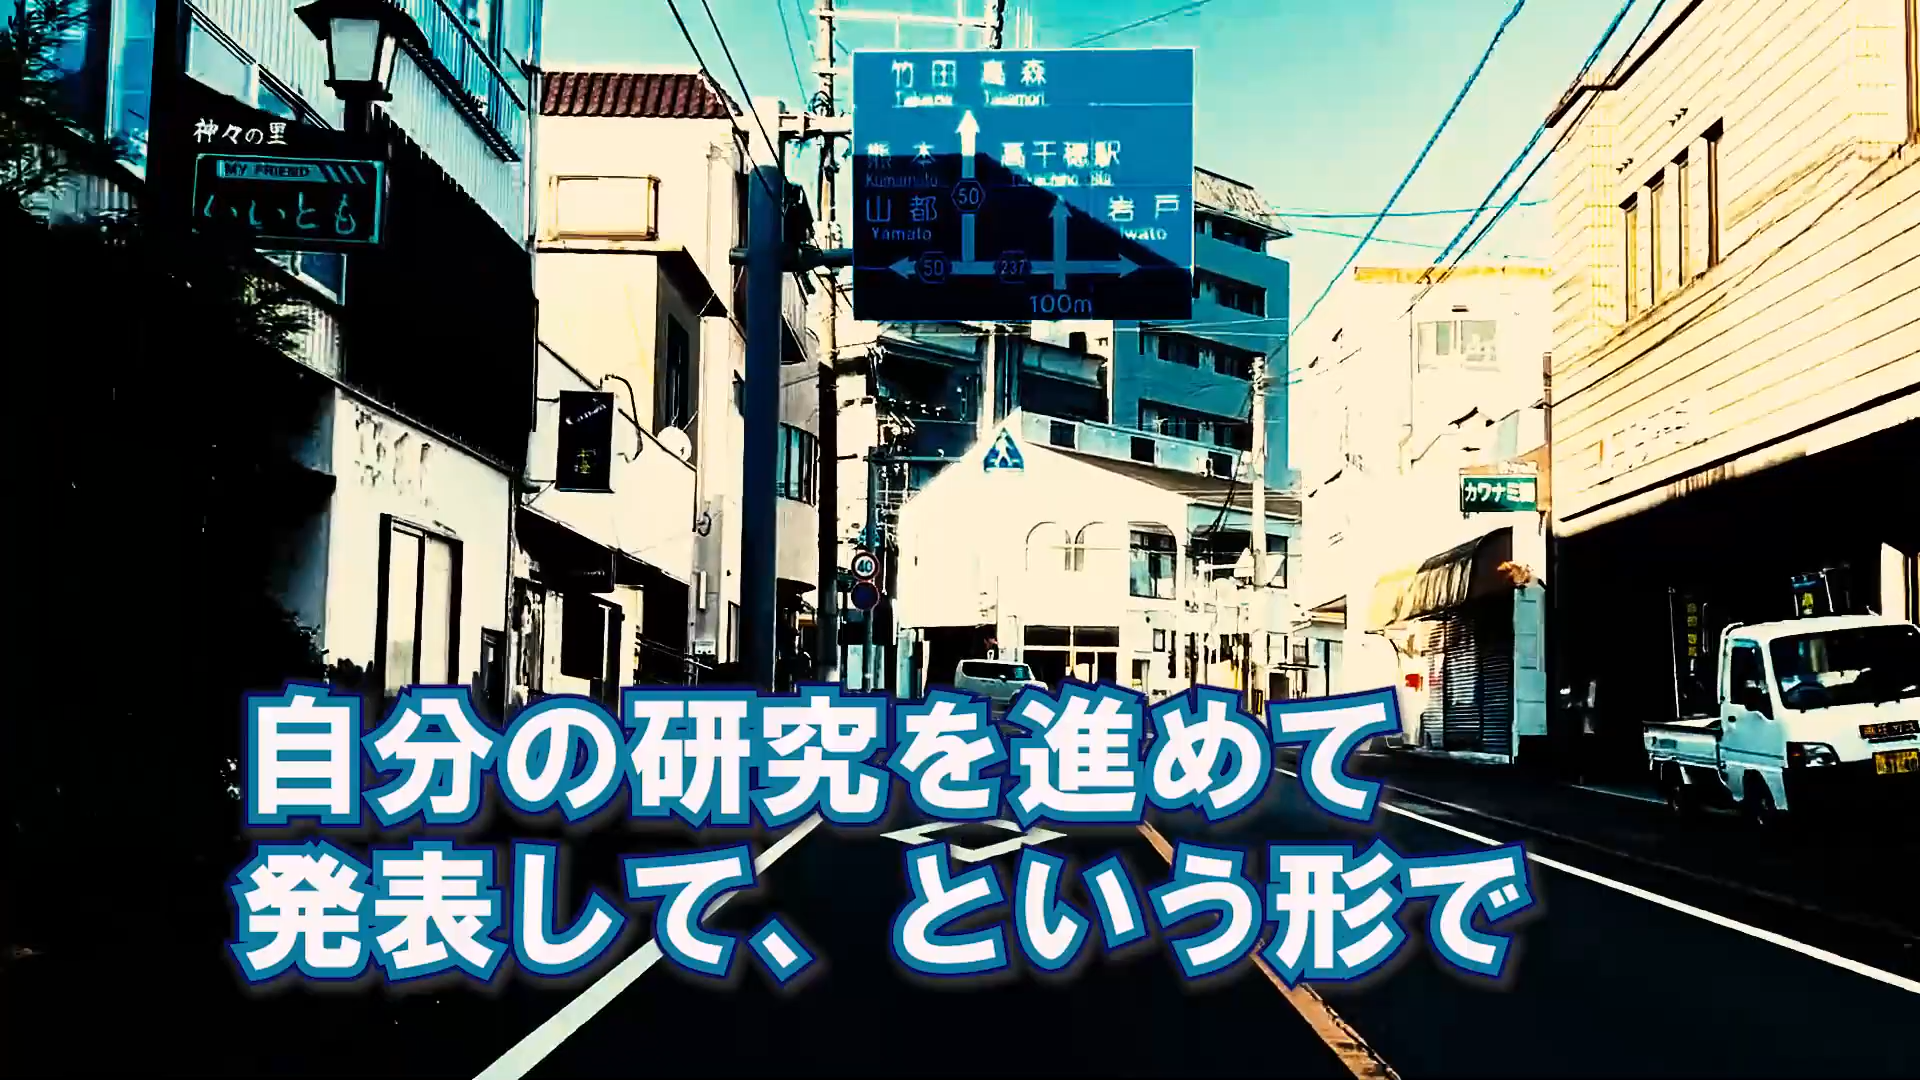 竹田 高森
Takeda Takamori
熊本 高千穂駅
Kumamoto Takachiho Sta.
山都 岩戸
Yamato Iwato
50
50 237
100m
神々の里
MY FRIEND
いいとも
40
カワナミ
自分の研究を進めて
発表して、という形で